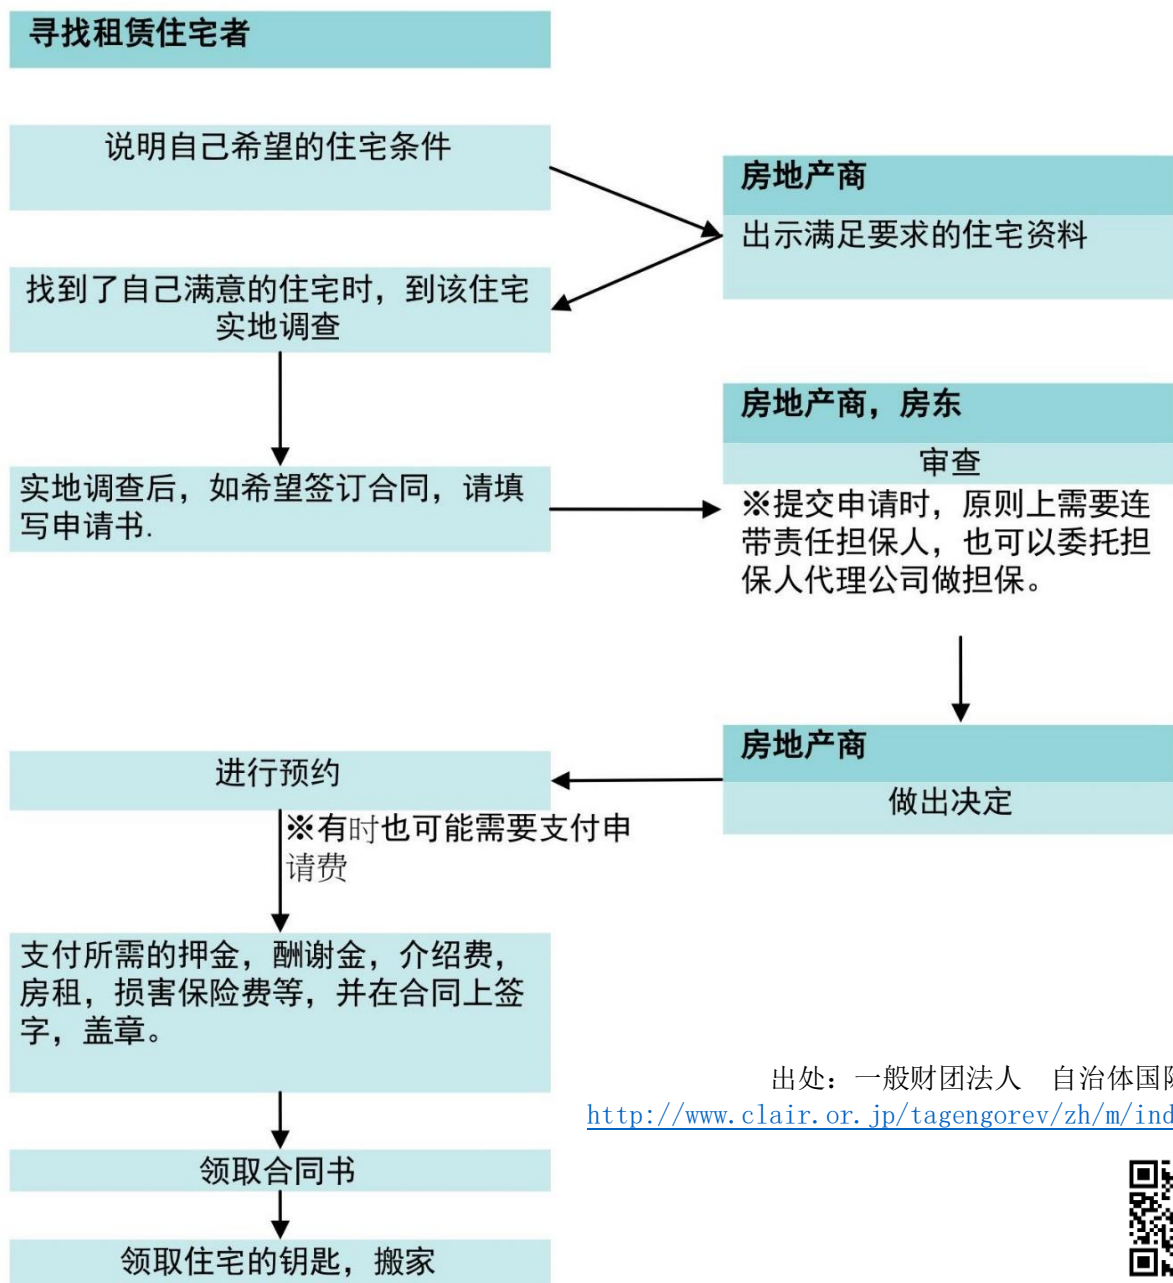 寻找租赁住宅者
说明自己希望的住宅条件
房地产商
出示满足要求的住宅资料
找到了自己满意的住宅时，到该住宅
实地调查
房地产商，房东
审查
实地调查后，如希望签订合同，请填
写申请书.
※提交申请时，原则上需要连
带责任担保人，也可以委托担
保人代理公司做担保。
房地产商
做出决定
进行预约
※有时也可能需要支付申
请费
支付所需的押金，酬谢金，介绍费，
房租，损害保险费等，并在合同上签
字，盖章。
出处：一般财团法人　自治体国
http://www.clair.or.jp/tagengorev/zh/m/ind
领取合同书
领取住宅的钥匙，搬家